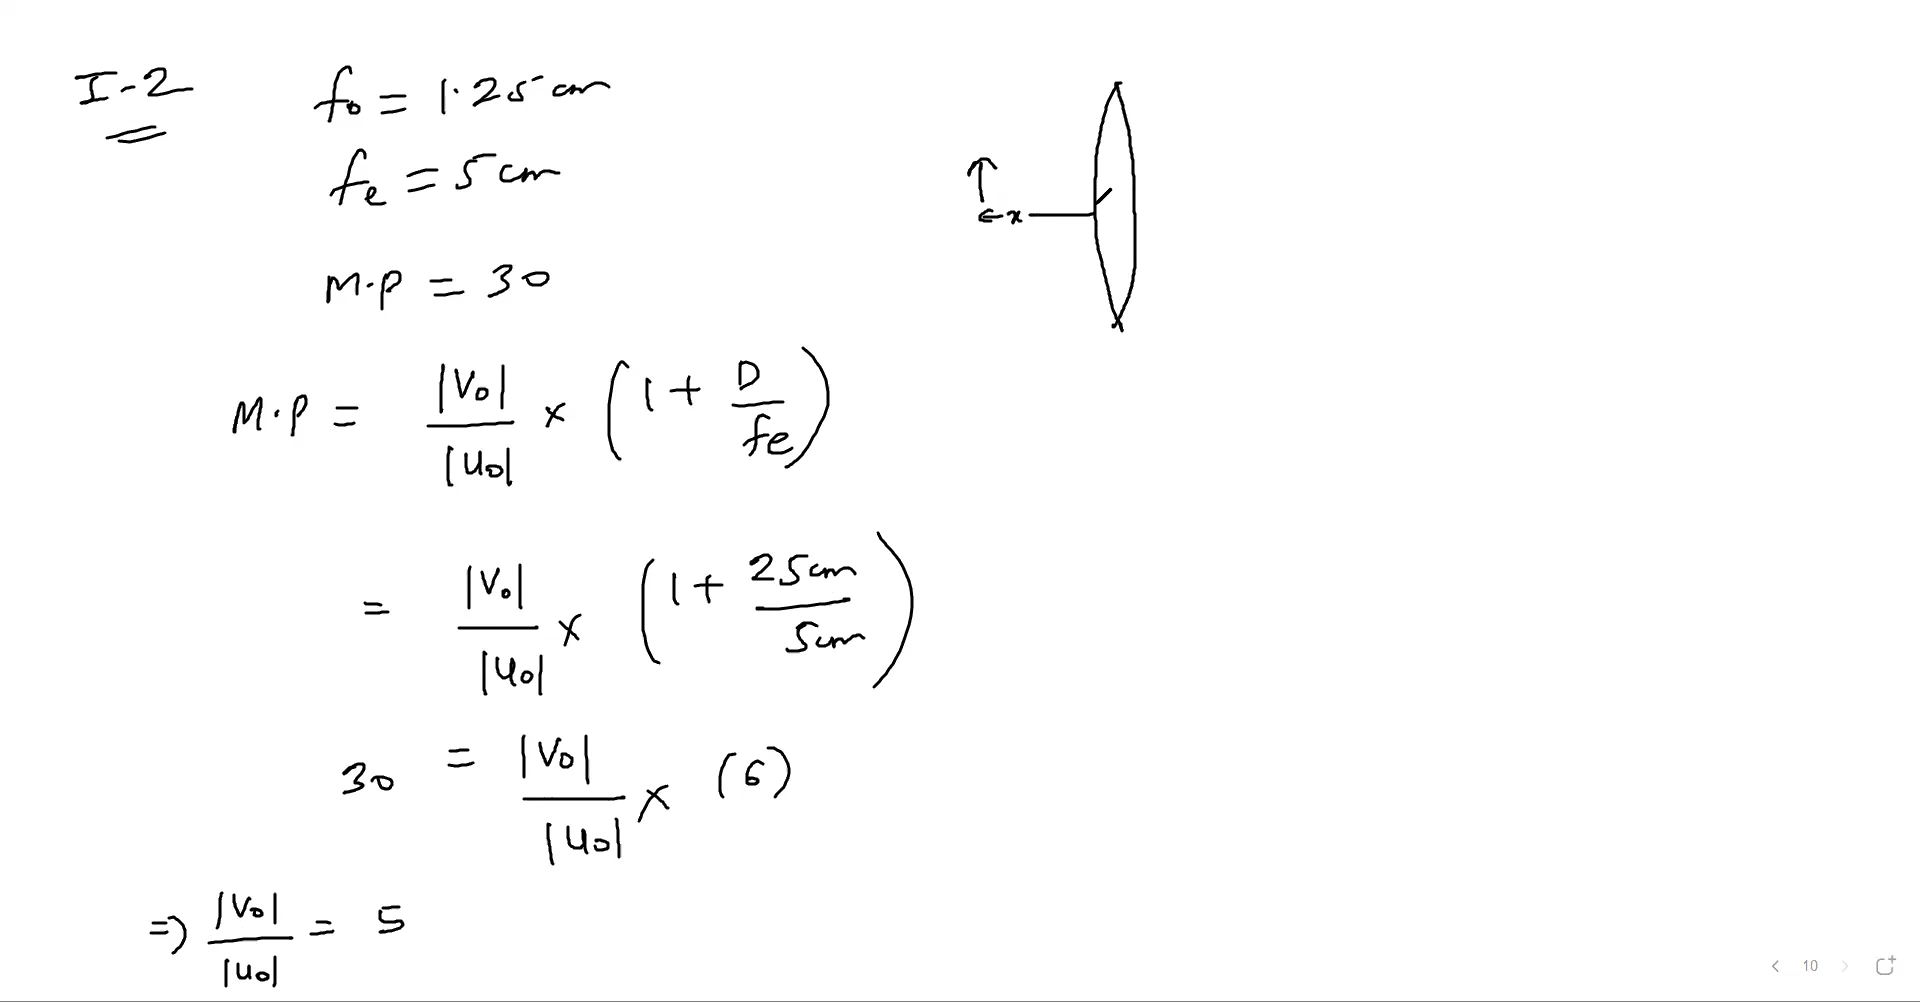 I-2
f₀ = 1.25 cm
fₑ = 5 cm
M.P = 30
M.P = |V₀| / |u₀| × (1 + D / fₑ)
= |V₀| / |u₀| × (1 + 25cm / 5cm)
30 = |V₀| / |u₀| × (6)
⇒ |V₀| / |u₀| = 5
← x
10